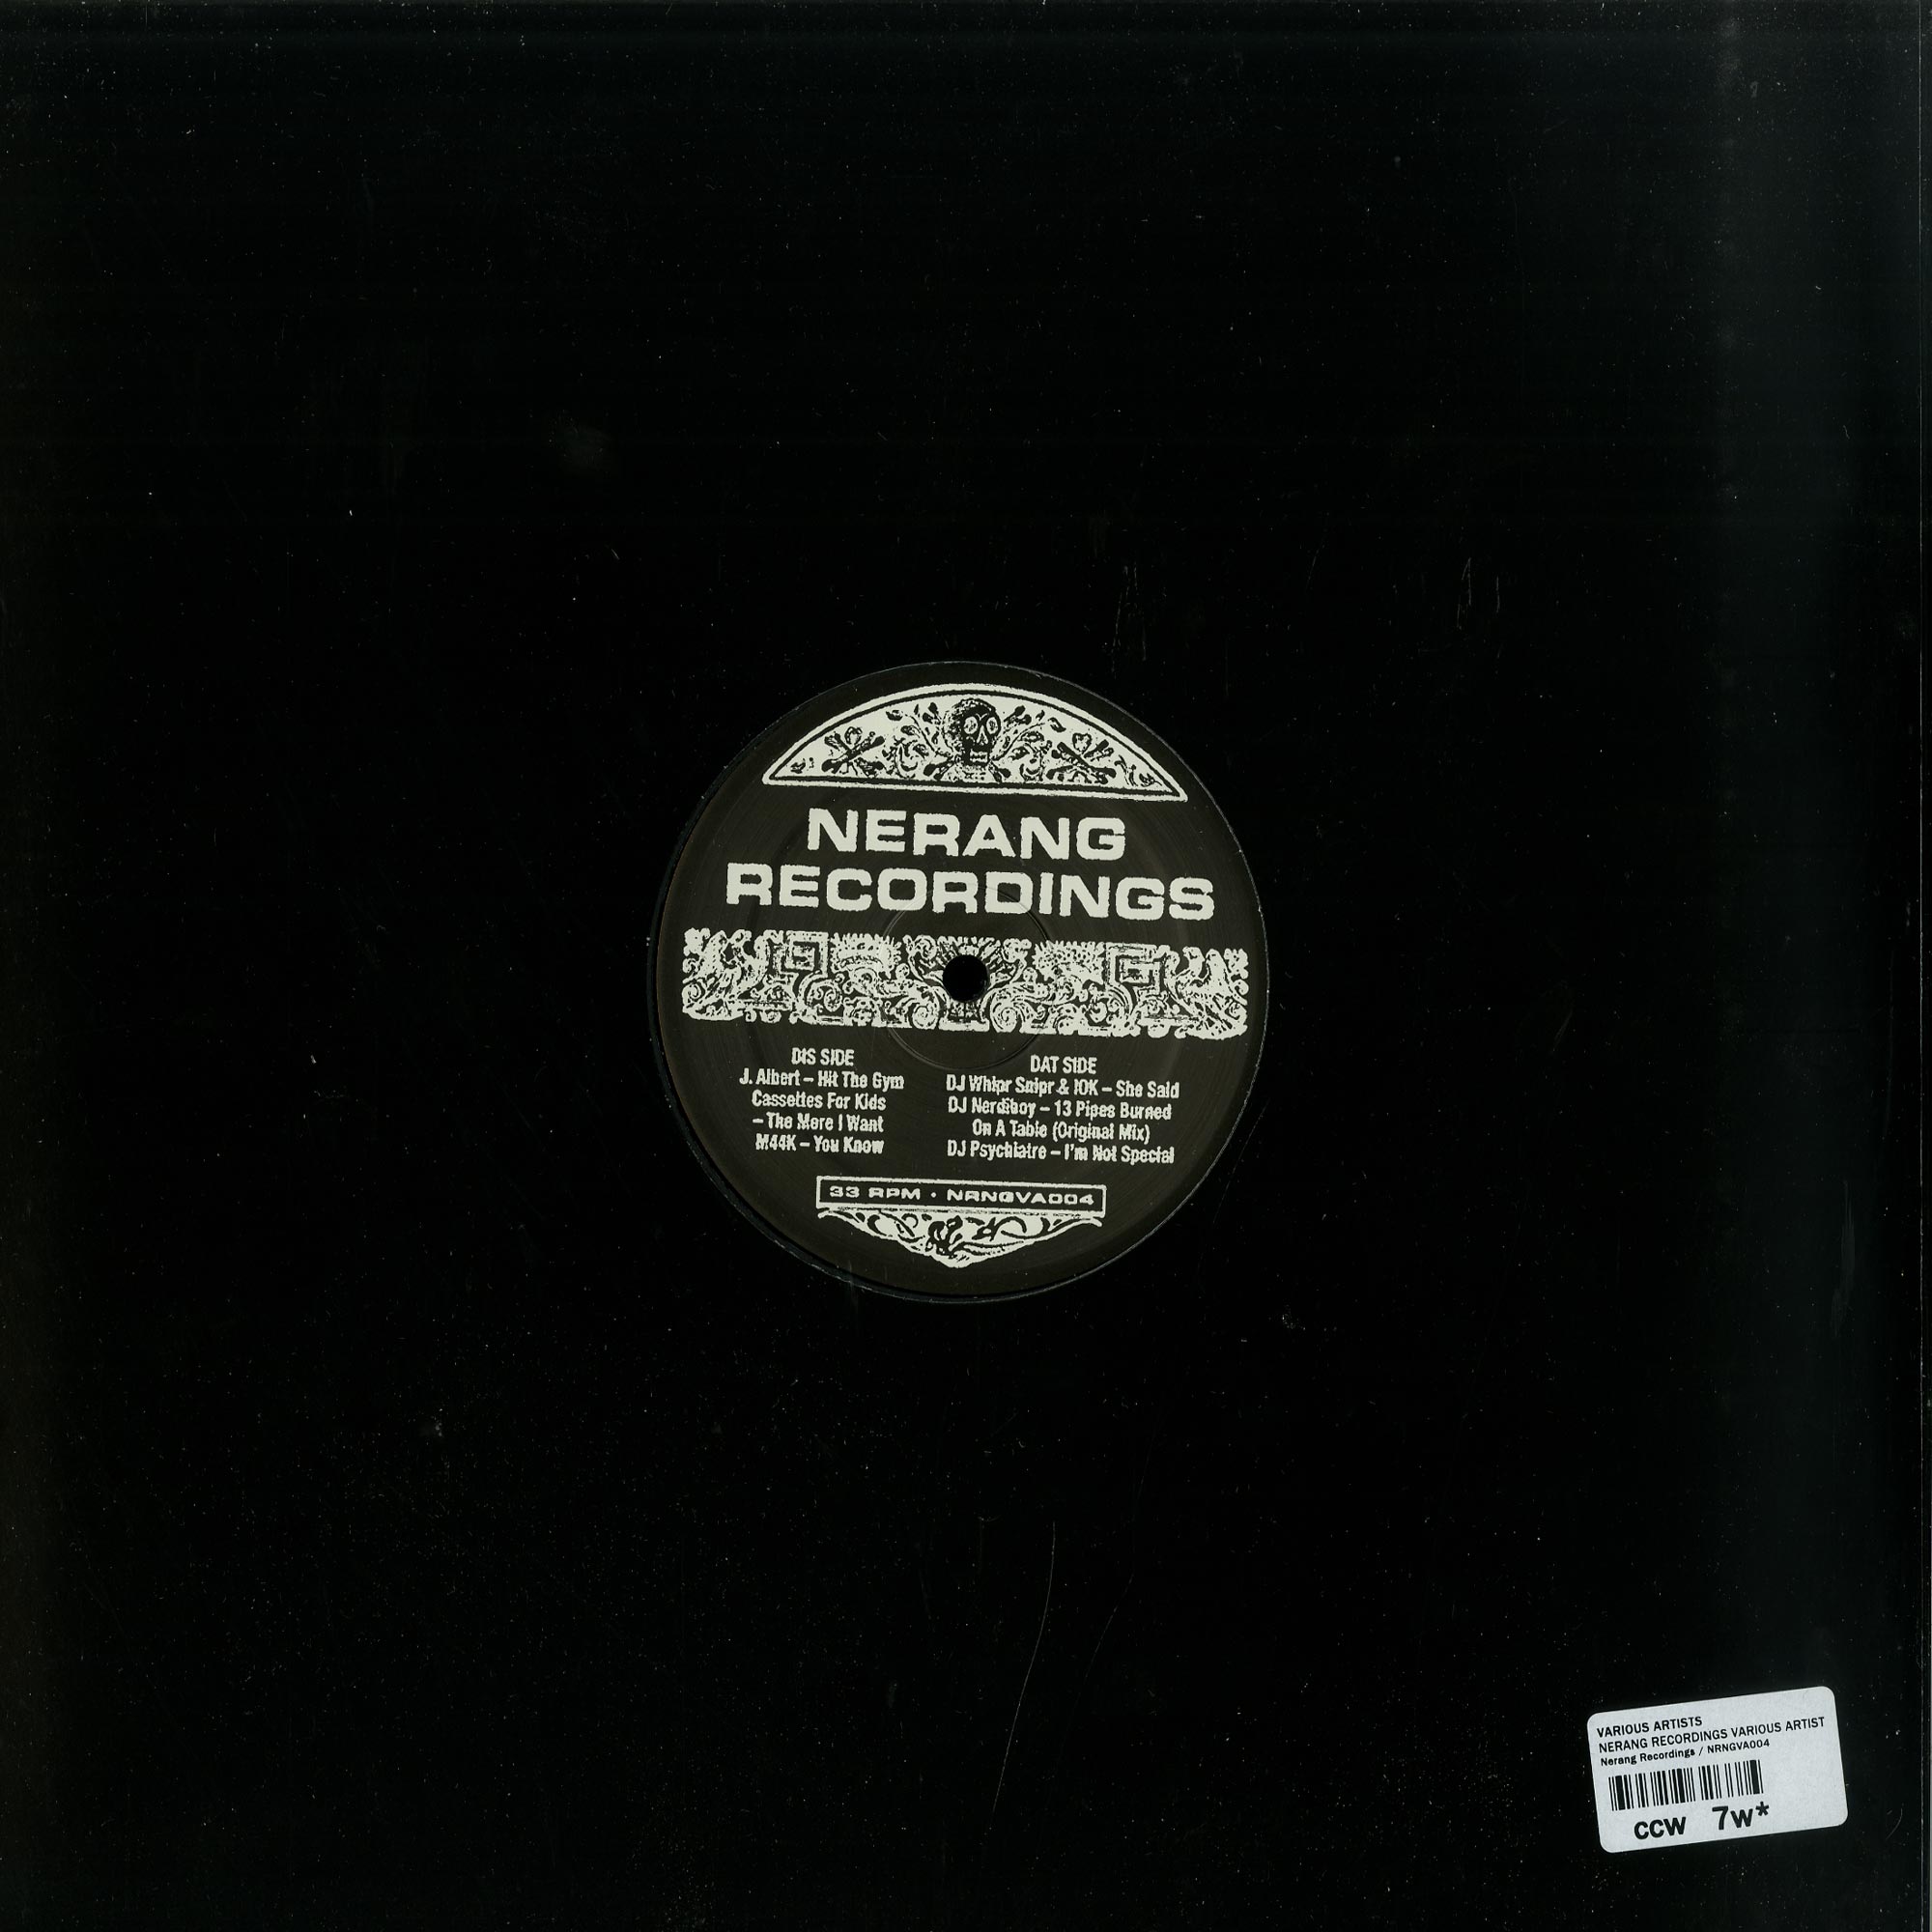 NERANG
RECORDINGS
DIS SIDE
J. Albert – Hit The Gym
Cassettes For Kids
– The More I Want
M44K – You Know
DAT SIDE
DJ Whipr Snipr & IOK – She Said
DJ Nerdiboy – 13 Pipes Burned
On A Table (Original Mix)
DJ Psychiatre – I'm Not Special
33 RPM · NRNGVA004
VARIOUS ARTISTS
NERANG RECORDINGS VARIOUS ARTIST
Nerang Recordings / NRNGVA004
CCW 7W*